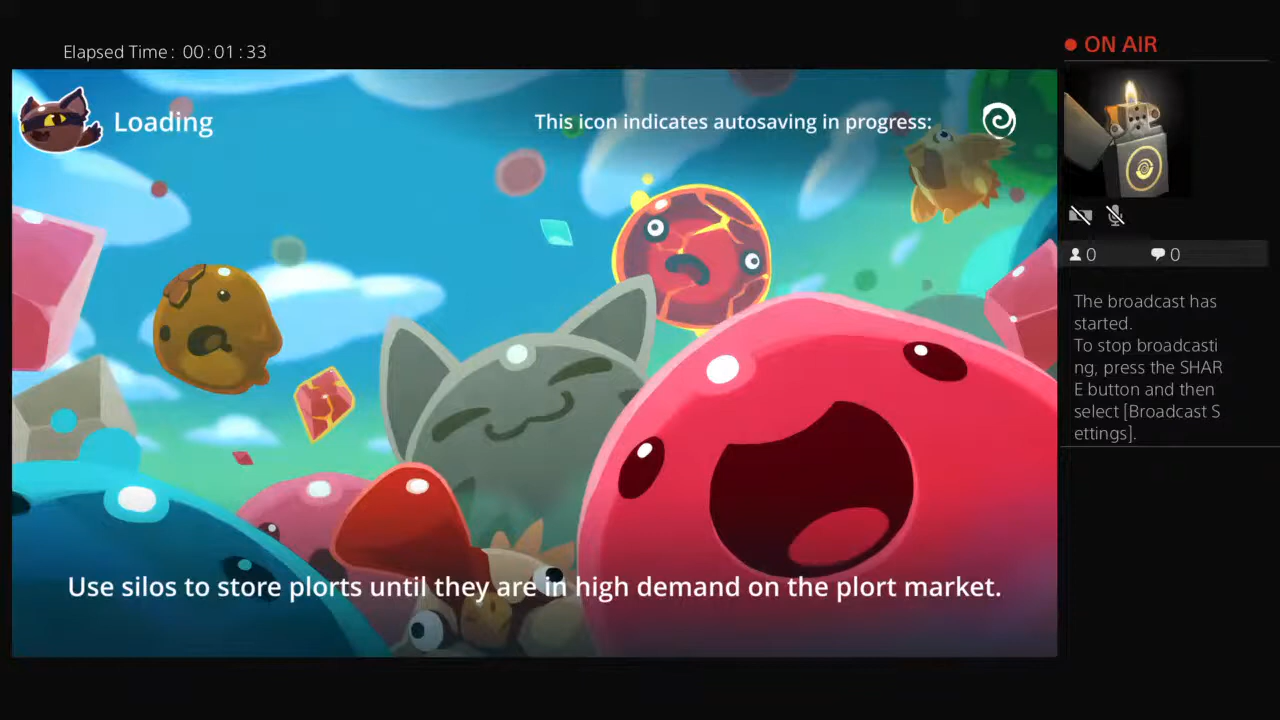 Elapsed Time: 00:01:33
ON AIR
Loading
This icon indicates autosaving in progress:
0
0
The broadcast has
started.
To stop broadcasti
ng, press the SHAR
E button and then
select [Broadcast S
ettings].
Use silos to store plorts until they are in high demand on the plort market.